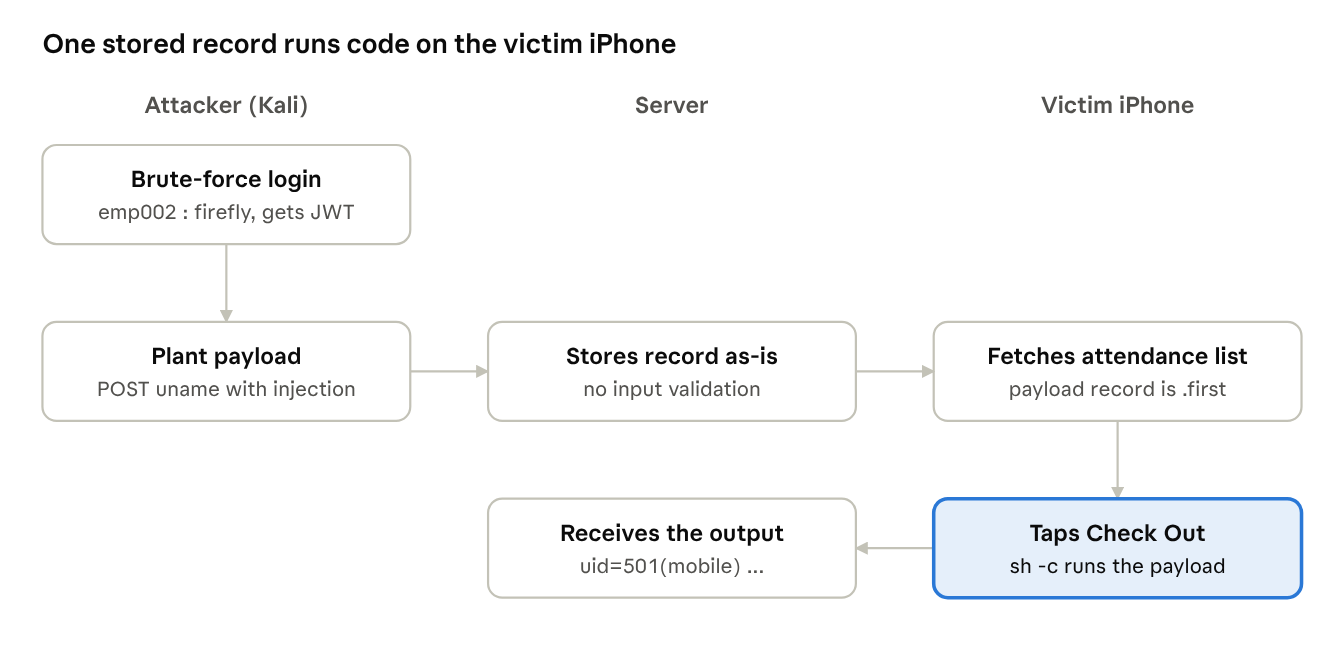 One stored record runs code on the victim iPhone
Attacker (Kali)
Server
Victim iPhone
Brute-force login
emp002 : firefly, gets JWT
Plant payload
POST uname with injection
Stores record as-is
no input validation
Fetches attendance list
payload record is .first
Receives the output
uid=501(mobile) ...
Taps Check Out
sh -c runs the payload